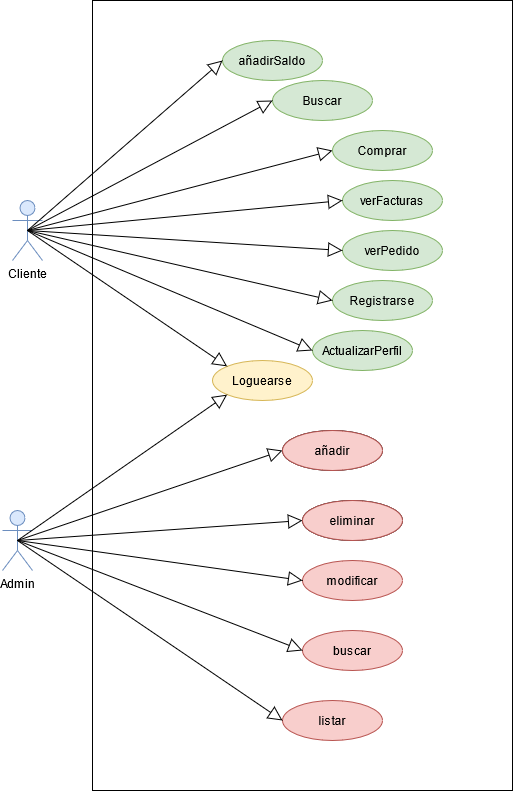 añadirSaldo
Buscar
Comprar
verFacturas
verPedido
Registrarse
ActualizarPerfil
Cliente
Loguearse
añadir
eliminar
modificar
buscar
listar
Admin